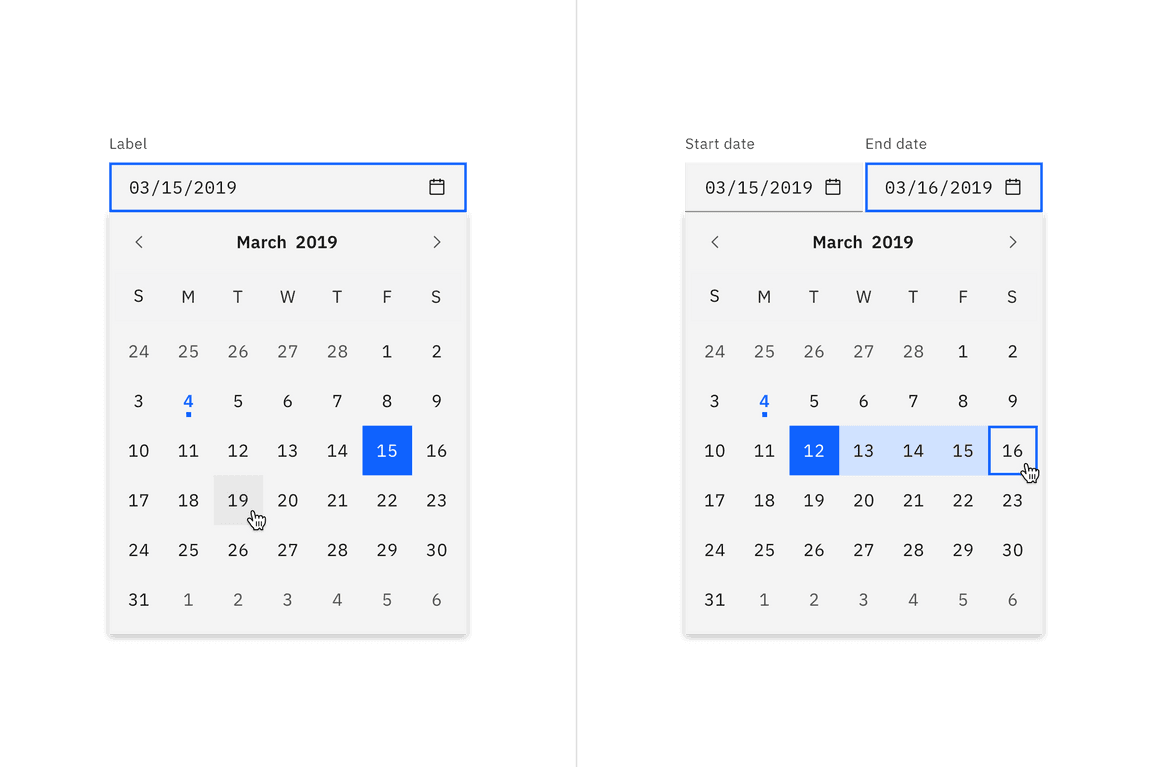 Label
03/15/2019
March 2019
S M T W T F S
24 25 26 27 28 1 2
3 4 5 6 7 8 9
10 11 12 13 14 15 16
17 18 19 20 21 22 23
24 25 26 27 28 29 30
31 1 2 3 4 5 6
Start date End date
03/15/2019 03/16/2019
March 2019
S M T W T F S
24 25 26 27 28 1 2
3 4 5 6 7 8 9
10 11 12 13 14 15 16
17 18 19 20 21 22 23
24 25 26 27 28 29 30
31 1 2 3 4 5 6